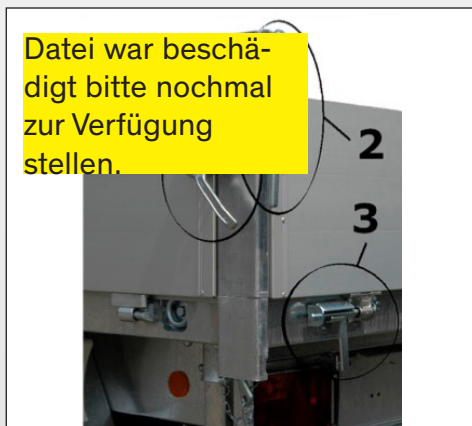 Datei war beschä-
digt bitte nochmal
zur Verfügung
stellen.
2
3